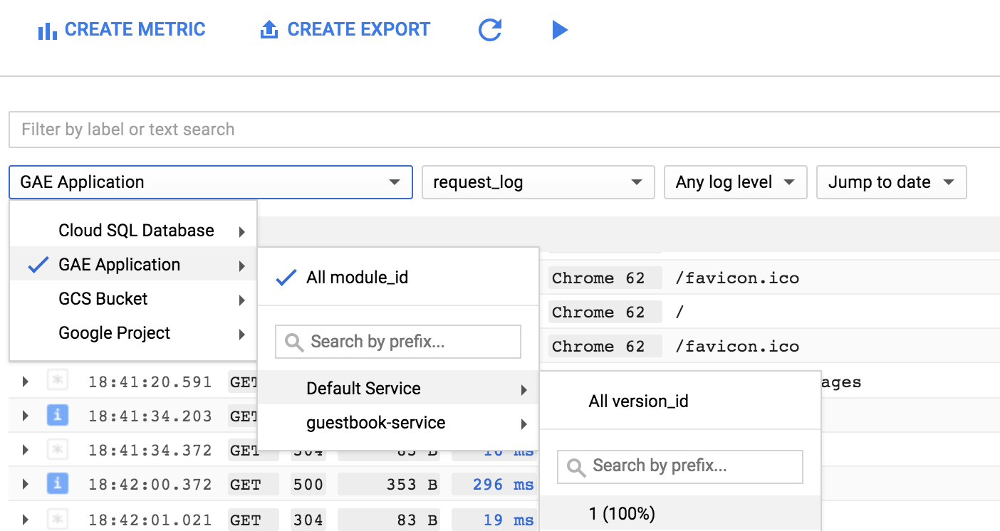 CREATE METRIC CREATE EXPORT
Filter by label or text search
GAE Application request_log Any log level Jump to date
Cloud SQL Database
GAE Application
GCS Bucket
Google Project
All module_id
Search by prefix...
Default Service
guestbook-service
All version_id
Search by prefix...
1 (100%)
Chrome 62 /favicon.ico
Chrome 62 /
Chrome 62 /favicon.ico
18:41:20.591 GET ages
i 18:41:34.203 GET
18:41:34.372 GET 304 83 B 16 ms
i 18:42:00.372 GET 500 353 B 296 ms
18:42:01.021 GET 304 83 B 19 ms